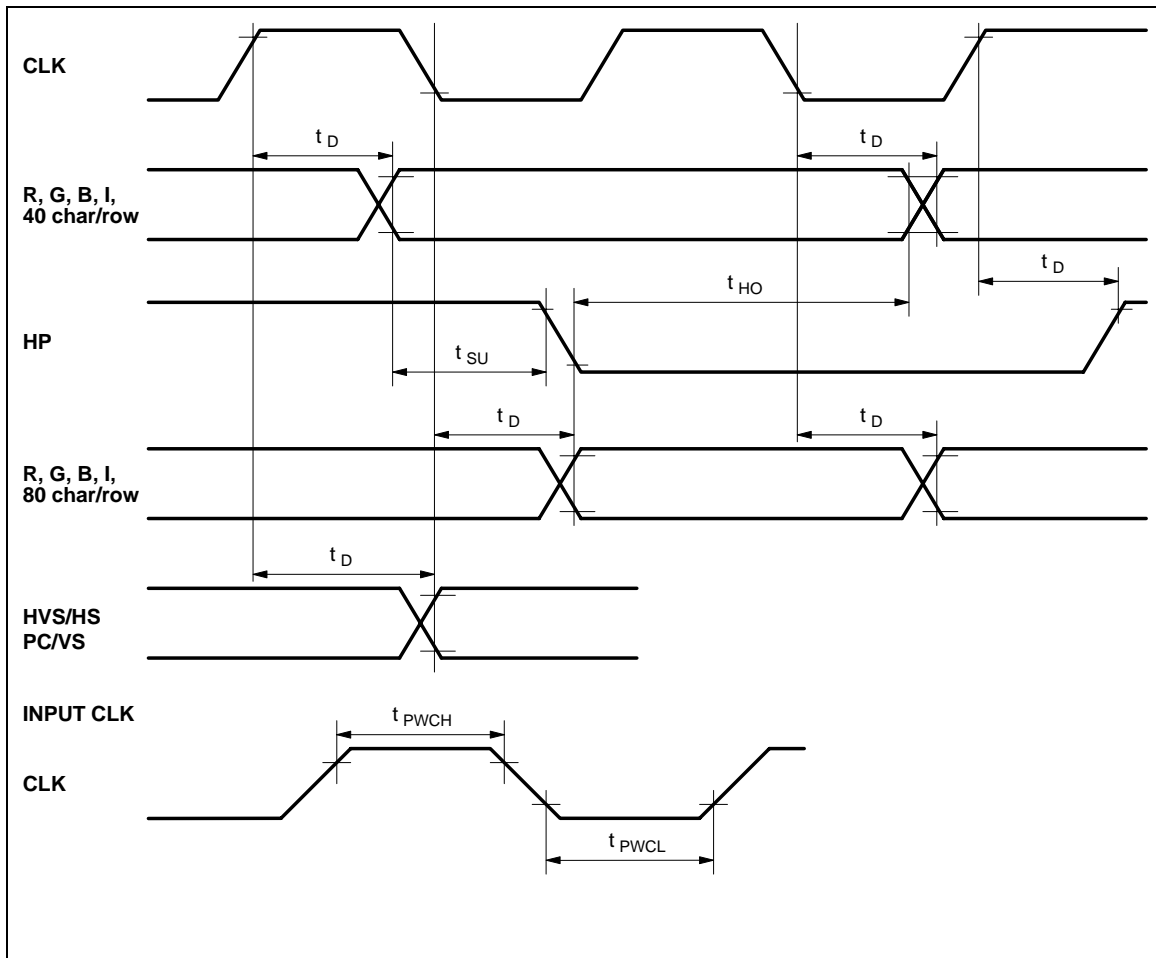 CLK
t D
t D
R, G, B, I,
40 char/row
t D
t HO
HP
t SU
t D
t D
R, G, B, I,
80 char/row
t D
HVS/HS
PC/VS
INPUT CLK
t PWCH
CLK
t PWCL